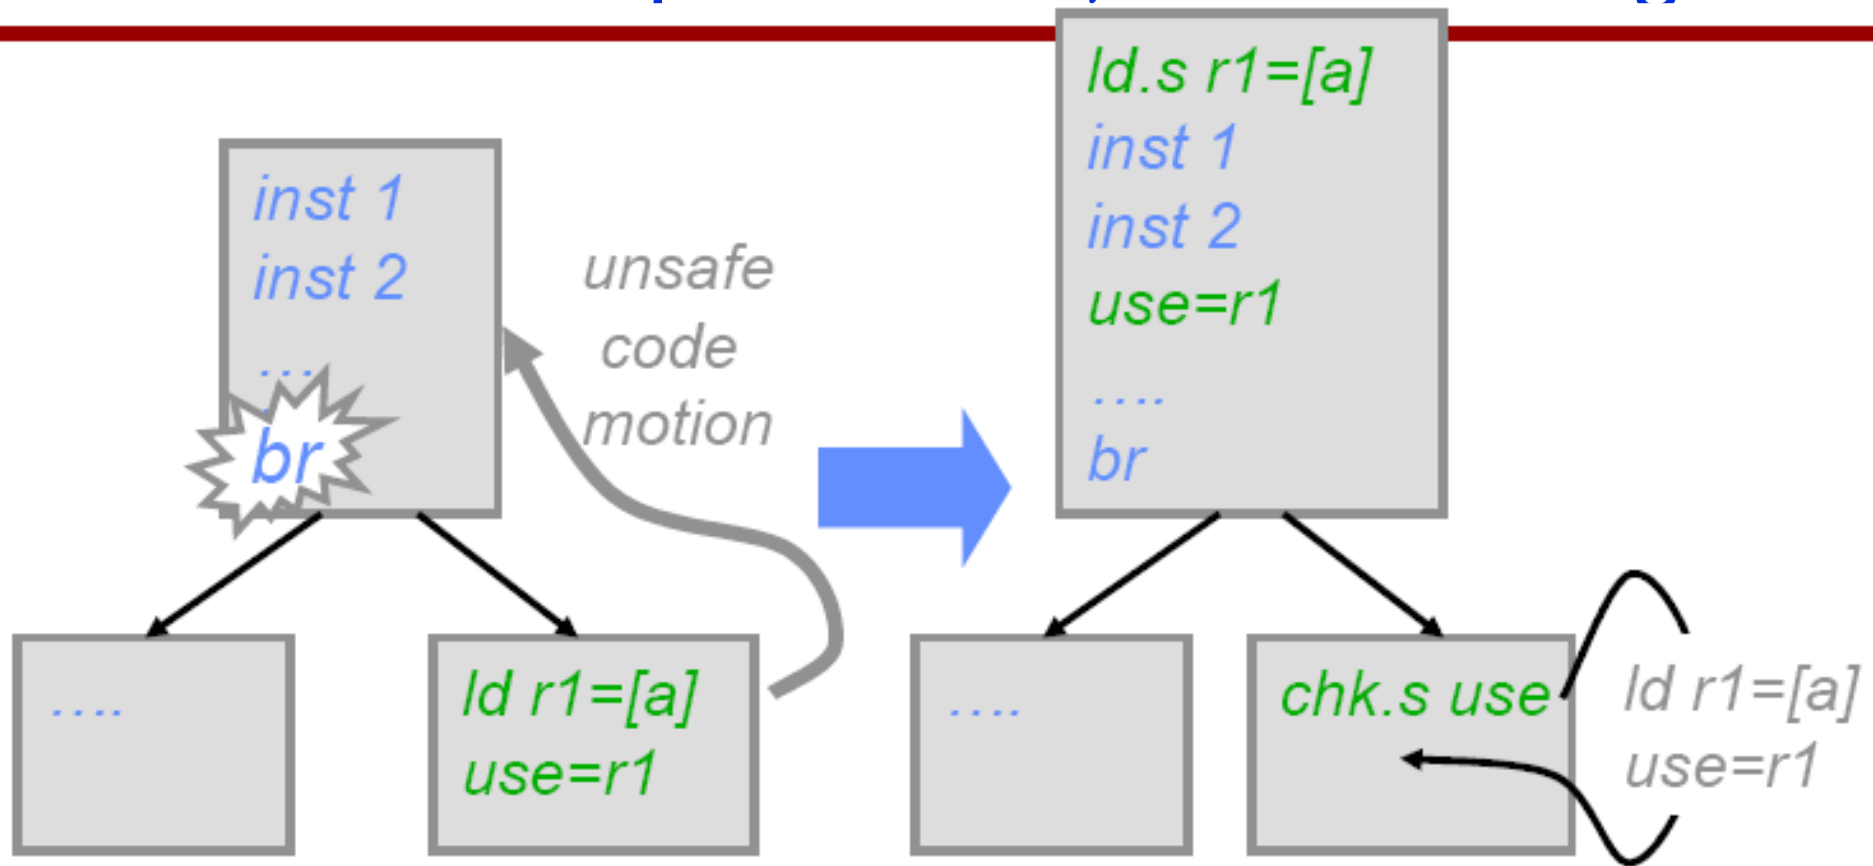 inst 1
inst 2
...
br
unsafe
code
motion
....
ld r1=[a]
use=r1
ld.s r1=[a]
inst 1
inst 2
use=r1
....
br
....
chk.s use
ld r1=[a]
use=r1